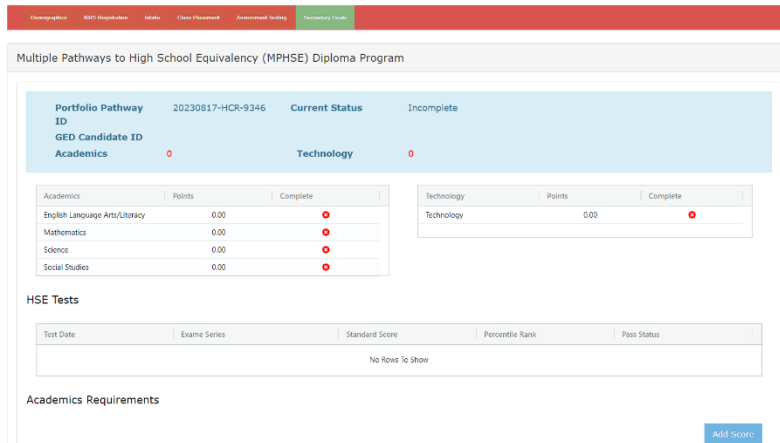 Demographics NRS Registration Intake Class Placement Assessment Testing Secondary Goals
Multiple Pathways to High School Equivalency (MPHSE) Diploma Program
Portfolio Pathway ID 20230817-HCR-9346 Current Status Incomplete
GED Candidate ID
Academics 0 Technology 0
Academics Points Complete
English Language Arts/Literacy 0.00
Mathematics 0.00
Science 0.00
Social Studies 0.00
Technology Points Complete
Technology 0.00
HSE Tests
Test Date Exame Series Standard Score Percentile Rank Pass Status
No Rows To Show
Academics Requirements
Add Score